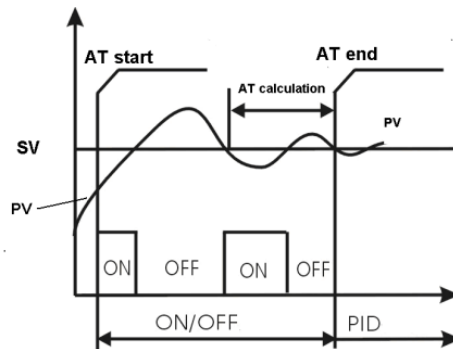 AT start
AT end
AT calculation
PV
SV
PV
ON
OFF
ON
OFF
ON/OFF
PID